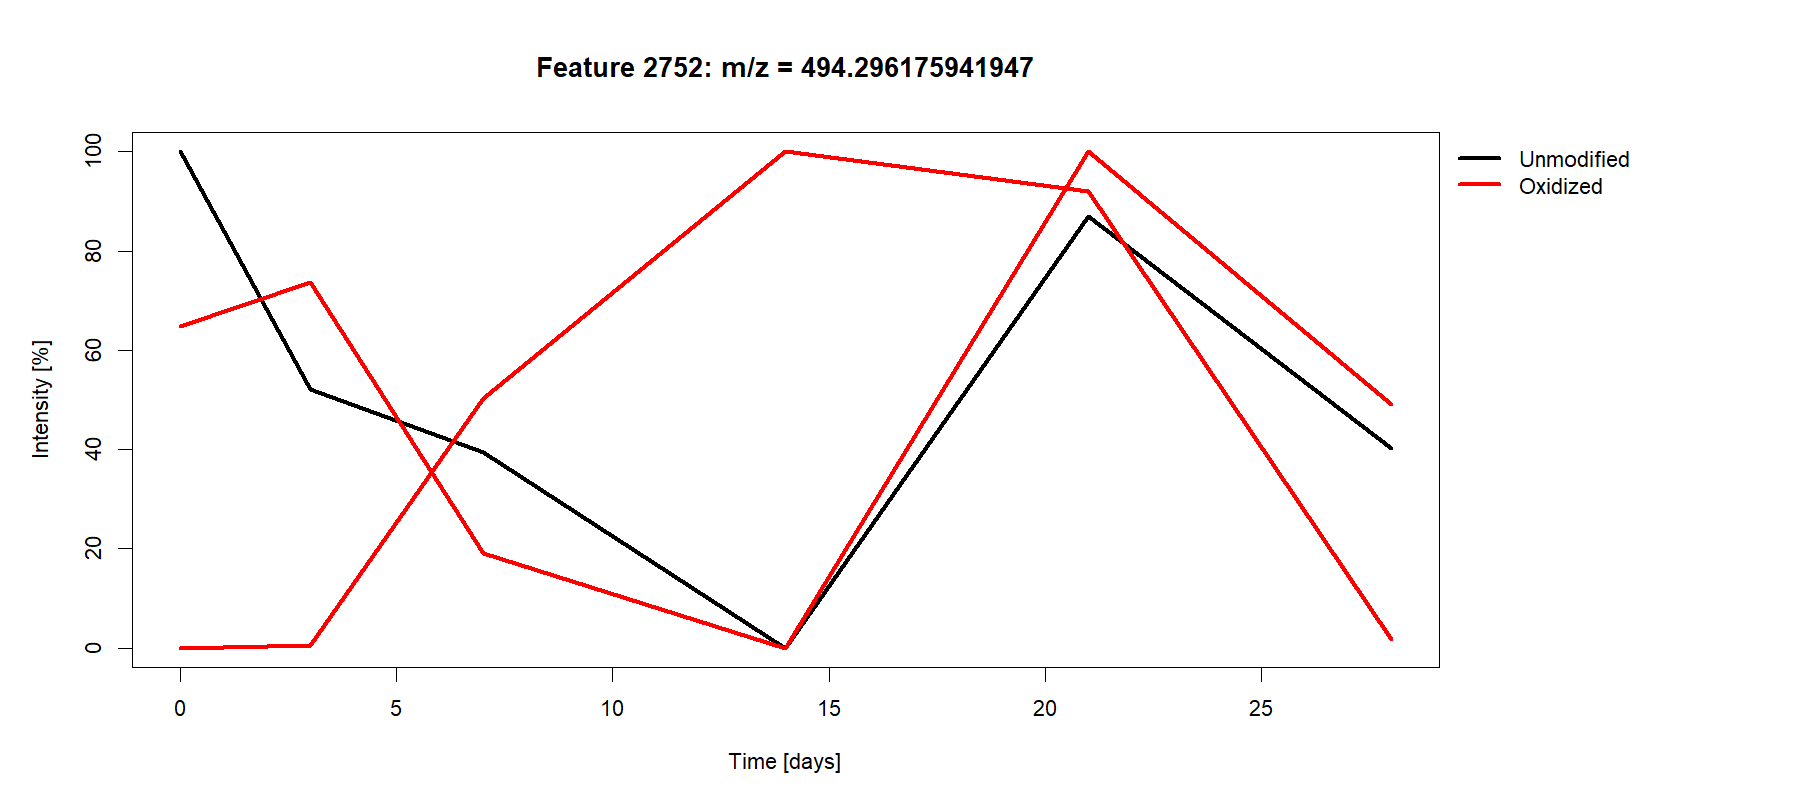 Feature 2752: m/z = 494.296175941947
Unmodified
Oxidized
Intensity [%]
100
80
60
40
20
0
0 5 10 15 20 25
Time [days]